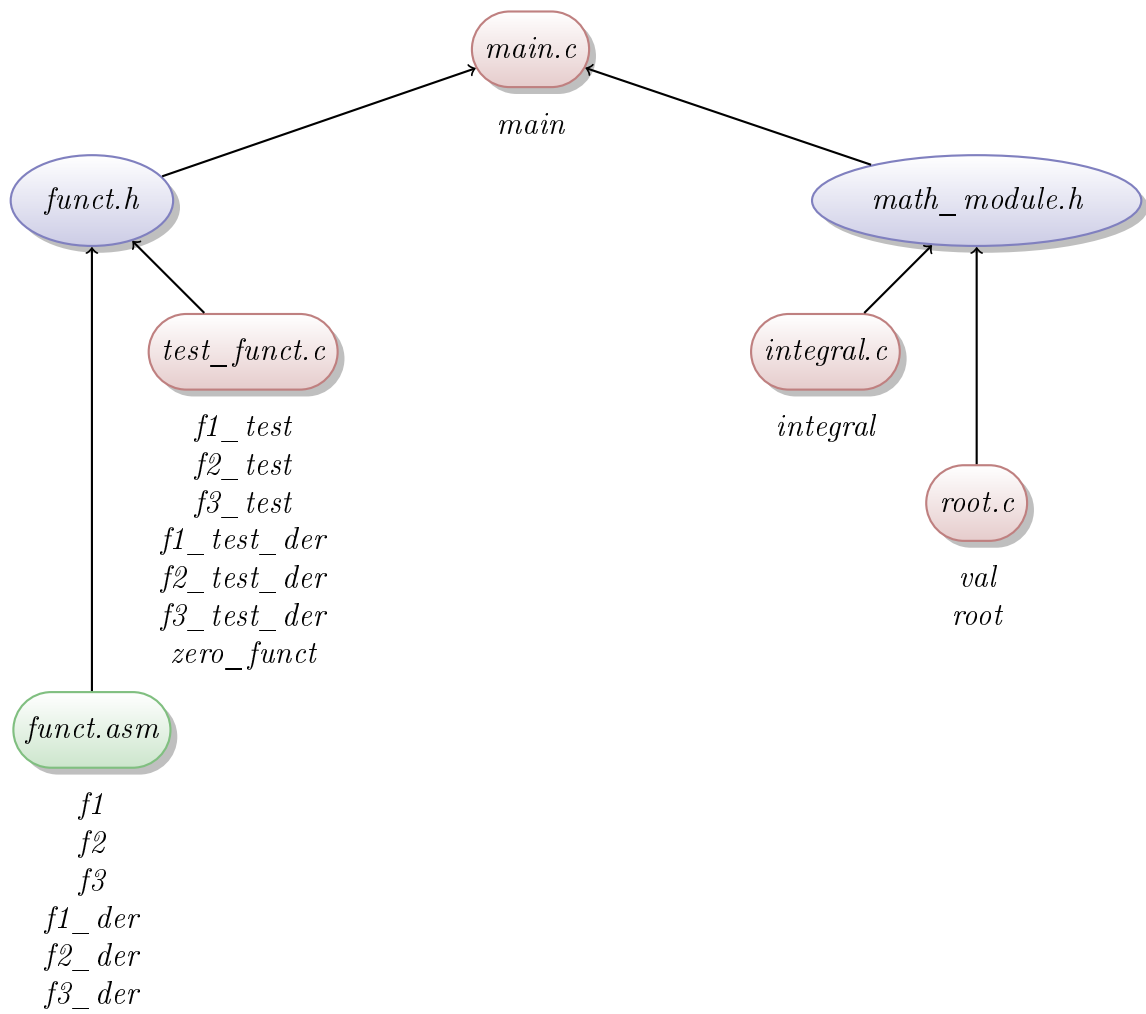 main.c
main
funct.h
math_module.h
test_funct.c
f1_test
f2_test
f3_test
f1_test_der
f2_test_der
f3_test_der
zero_funct
integral.c
integral
root.c
val
root
funct.asm
f1
f2
f3
f1_der
f2_der
f3_der